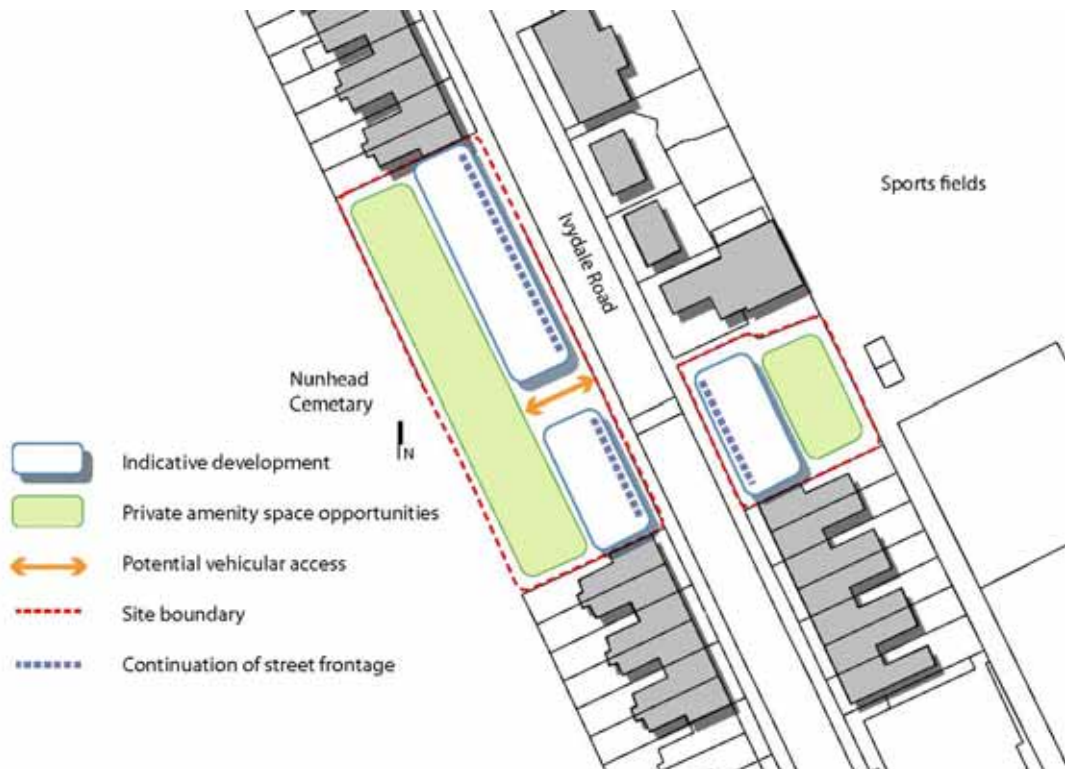 Sports fields
Ivydale Road
Nunhead
Cemetary
N
Indicative development
Private amenity space opportunities
Potential vehicular access
Site boundary
Continuation of street frontage